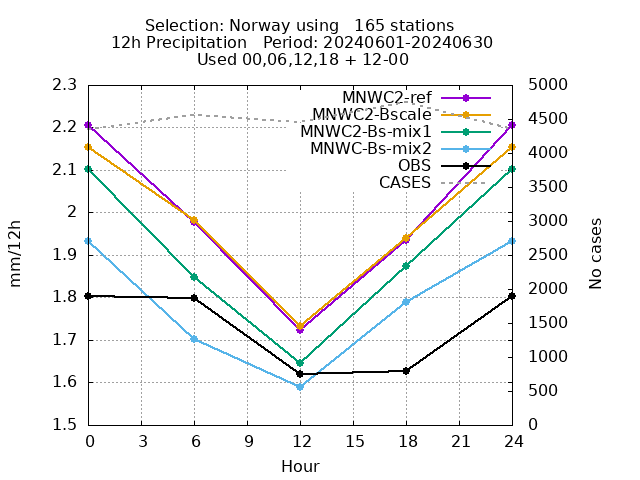 Selection: Norway using   165 stations
12h Precipitation   Period: 20240601-20240630
Used 00,06,12,18 + 12-00
2.3
2.2
2.1
2
1.9
1.8
1.7
1.6
1.5
mm/12h
5000
4500
4000
3500
3000
2500
2000
1500
1000
500
0
No cases
MNWC2-ref
MNWC2-Bscale
MNWC2-Bs-mix1
MNWC-Bs-mix2
OBS
CASES
0 3 6 9 12 15 18 21 24
Hour